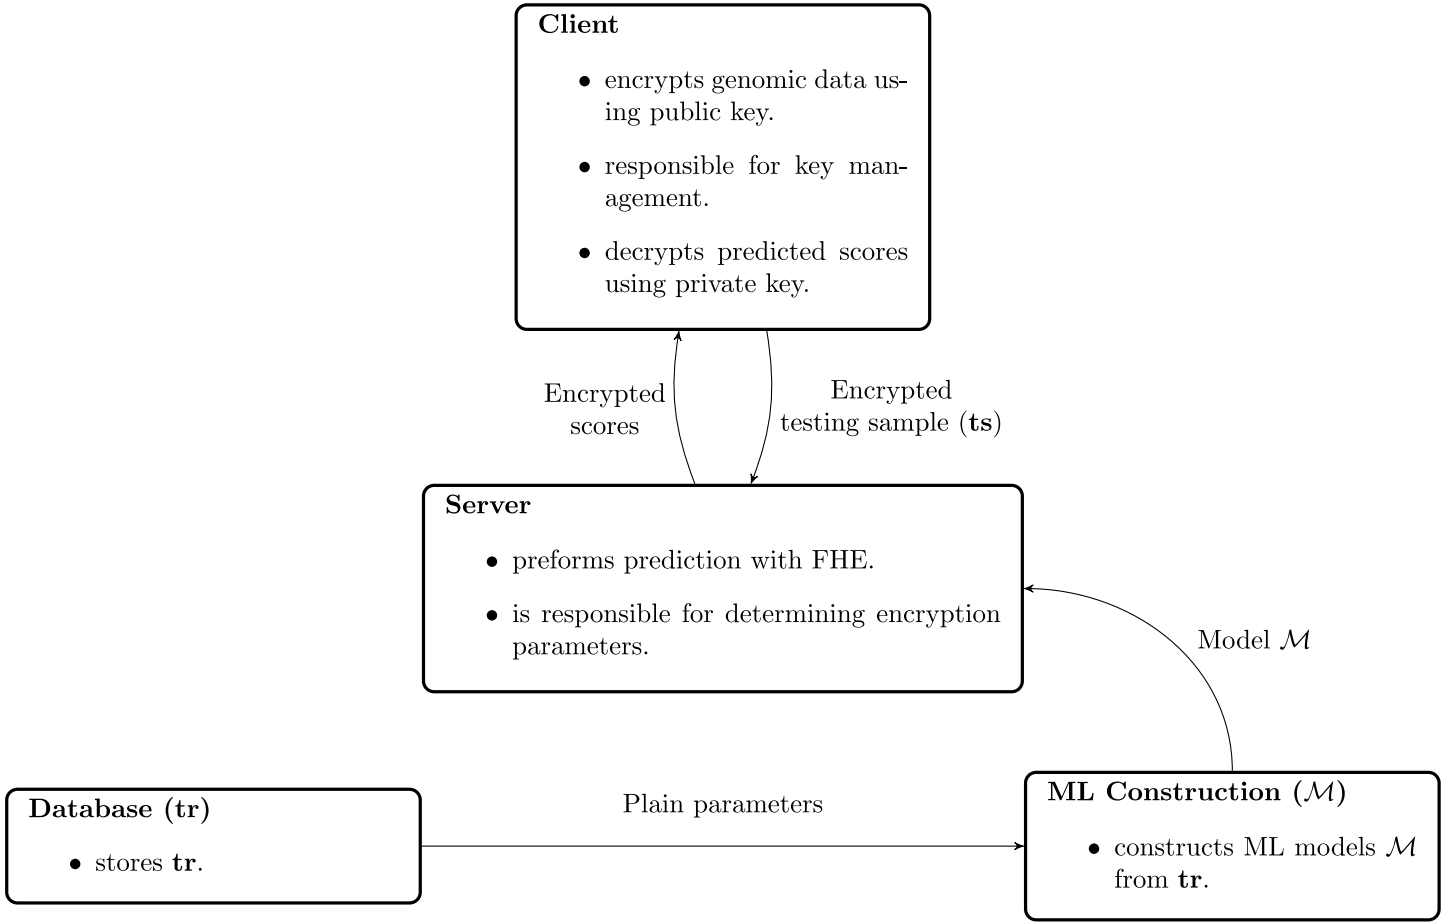 Client
• encrypts genomic data us-
ing public key.
• responsible for key man-
agement.
• decrypts predicted scores
using private key.
Encrypted
scores
Encrypted
testing sample (ts)
Server
• preforms prediction with FHE.
• is responsible for determining encryption
parameters.
Model ℳ
Database (tr)
• stores tr.
Plain parameters
ML Construction (ℳ)
• constructs ML models ℳ
from tr.